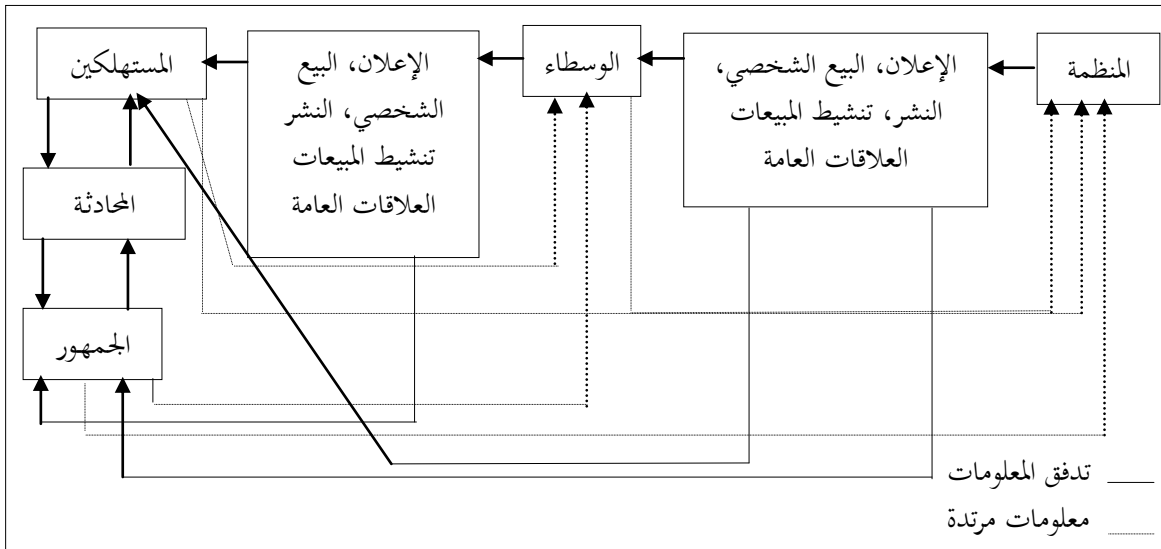 المنظمة
الإعلان، البيع الشخصي،
النشر، تنشيط المبيعات
العلاقات العامة
الوسطاء
الإعلان، البيع
الشخصي، النشر
تنشيط المبيعات
العلاقات العامة
المستهلكين
المحادثة
الجمهور
تدفق المعلومات
معلومات مرتدة